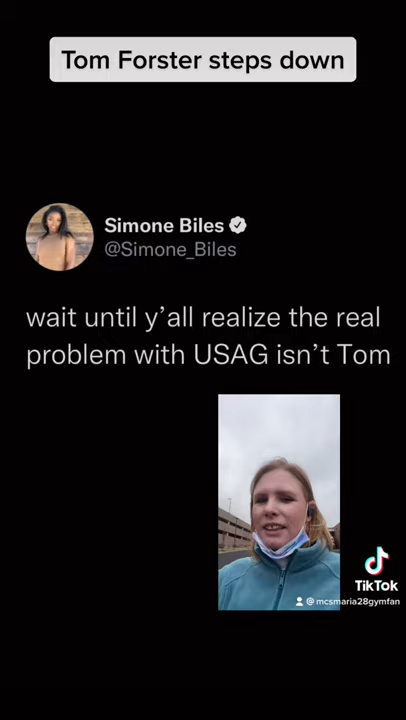 Tom Forster steps down
Simone Biles
@Simone_Biles
wait until y’all realize the real
problem with USAG isn’t Tom
TikTok
@mcsmaria28gymfan